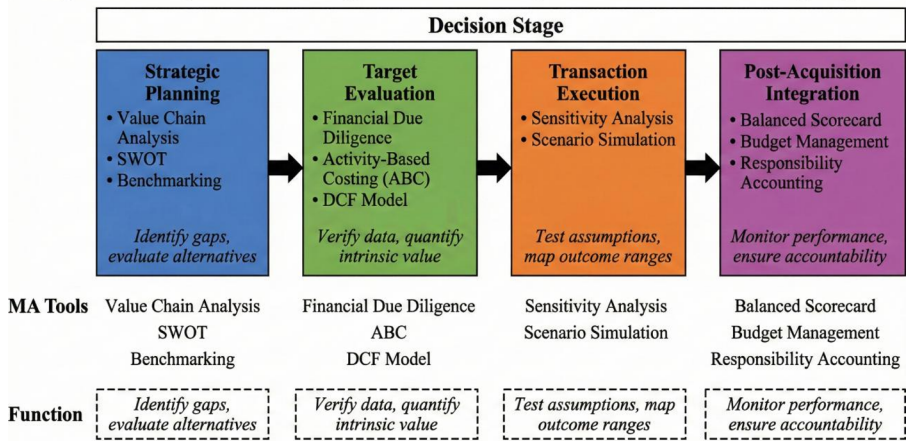 Decision Stage
Strategic
Planning
• Value Chain
Analysis
• SWOT
• Benchmarking
Identify gaps,
evaluate alternatives
Target
Evaluation
• Financial Due
Diligence
• Activity-Based
Costing (ABC)
• DCF Model
Verify data, quantify
intrinsic value
Transaction
Execution
• Sensitivity Analysis
• Scenario Simulation
Test assumptions,
map outcome ranges
Post-Acquisition
Integration
• Balanced Scorecard
• Budget Management
• Responsibility
Accounting
Monitor performance,
ensure accountability
MA Tools
Value Chain Analysis
SWOT
Benchmarking
Financial Due Diligence
ABC
DCF Model
Sensitivity Analysis
Scenario Simulation
Balanced Scorecard
Budget Management
Responsibility Accounting
Function
Identify gaps,
evaluate alternatives
Verify data, quantify
intrinsic value
Test assumptions, map
outcome ranges
Monitor performance,
ensure accountability